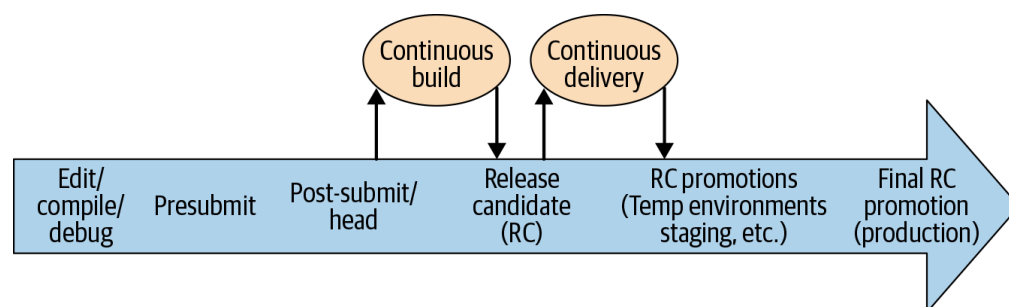 Continuous
build
Continuous
delivery
Edit/
compile/
debug
Presubmit
Post-submit/
head
Release
candidate
(RC)
RC promotions
(Temp environments
staging, etc.)
Final RC
promotion
(production)